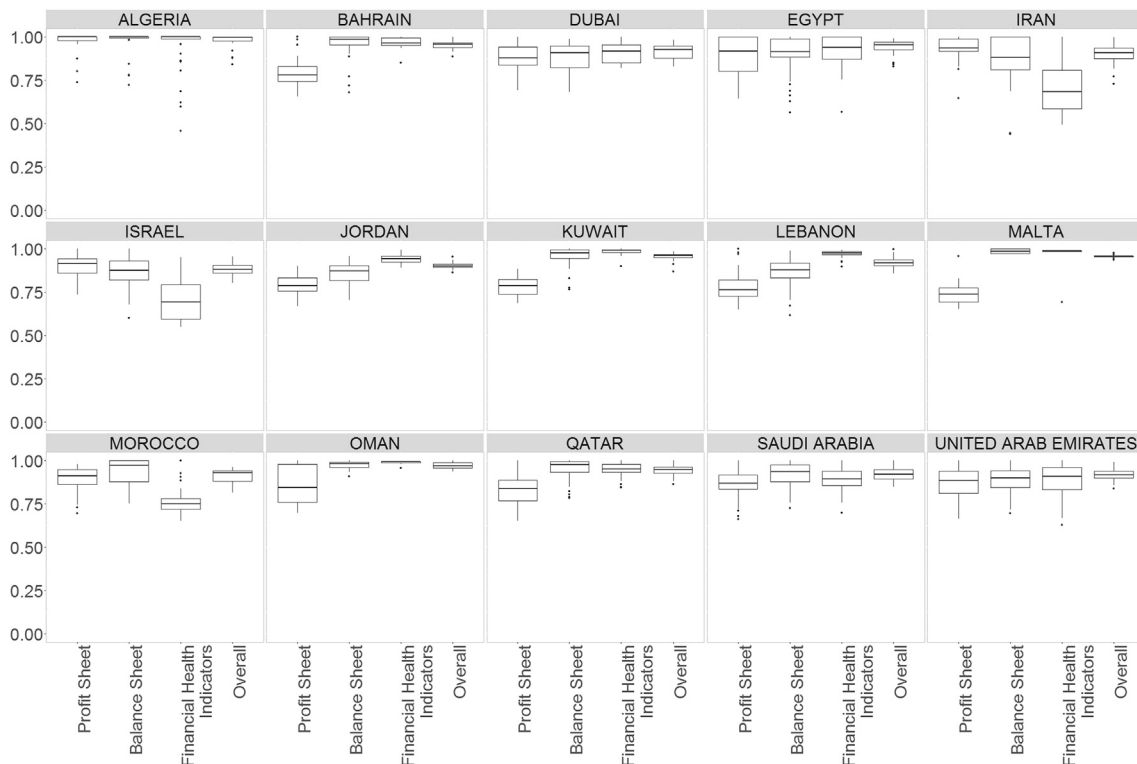 ALGERIA BAHRAIN DUBAI EGYPT IRAN
1.00
0.75
0.50
0.25
0.00
ISRAEL JORDAN KUWAIT LEBANON MALTA
1.00
0.75
0.50
0.25
0.00
MOROCCO OMAN QATAR SAUDI ARABIA UNITED ARAB EMIRATES
1.00
0.75
0.50
0.25
0.00
Profit Sheet
Balance Sheet
Financial Health
Indicators
Overall
Profit Sheet
Balance Sheet
Financial Health
Indicators
Overall
Profit Sheet
Balance Sheet
Financial Health
Indicators
Overall
Profit Sheet
Balance Sheet
Financial Health
Indicators
Overall
Profit Sheet
Balance Sheet
Financial Health
Indicators
Overall